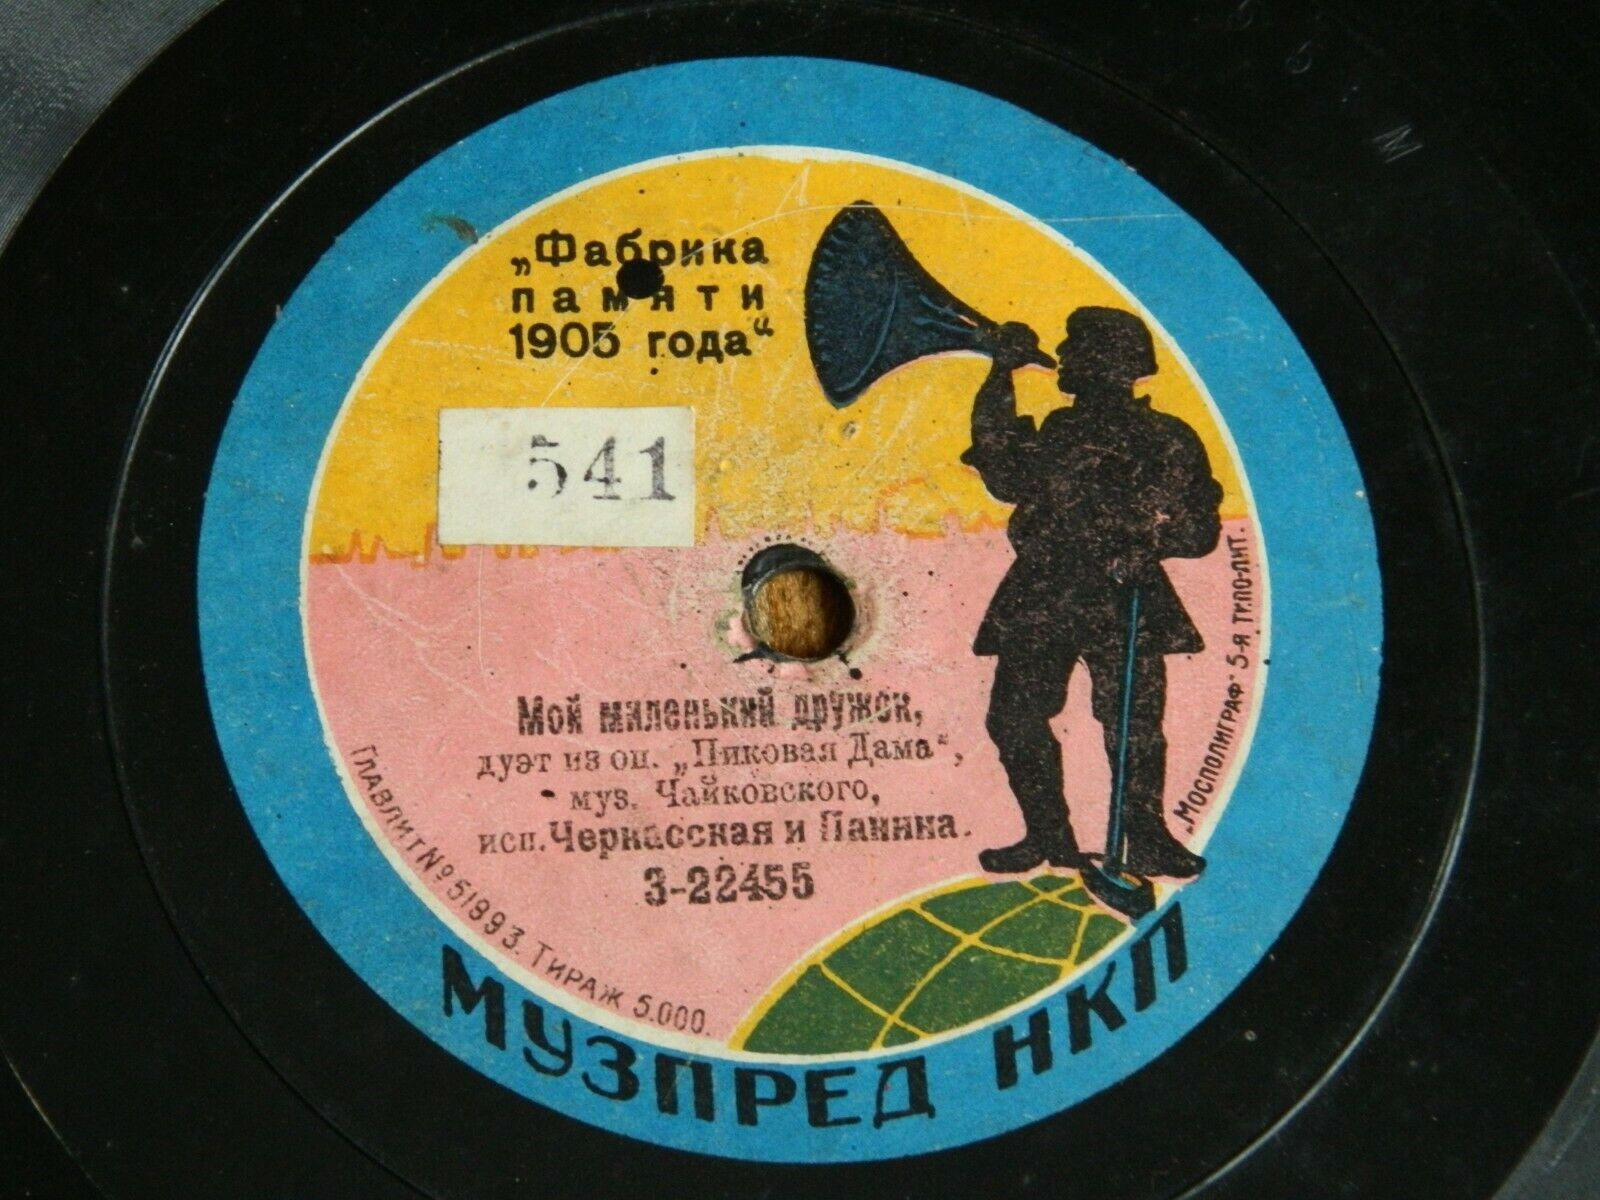 „Фабрика
памяти
1905 года“
541
Мой миленький дружок,
дуэт из оп. „Пиковая Дама“,
муз. Чайковского,
исп. Черкасская и Панина.
3-22455
ГЛАВЛИТ № 51993. ТИРАЖ 5.000.
„Мосполиграф“ 5-я типо-лит.
МУЗПРЕД НКП
M